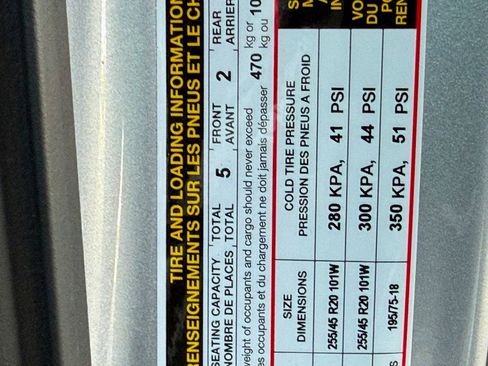 TIRE AND LOADING INFORMATION
RENSEIGNEMENTS SUR LES PNEUS ET LE CH
SEATING CAPACITY TOTAL 5 FRONT 2 REAR
NOMBRE DE PLACES TOTAL AVANT ARRIÈR
weight of occupants and cargo should never exceed 470 kg or 10
es occupants et du chargement ne doit jamais dépasser kg ou
SIZE COLD TIRE PRESSURE
DIMENSIONS PRESSION DES PNEUS A FROID
255/45 R20 101W 280 KPA, 41 PSI
255/45 R20 101W 300 KPA, 44 PSI
195/75-18 350 KPA, 51 PSI